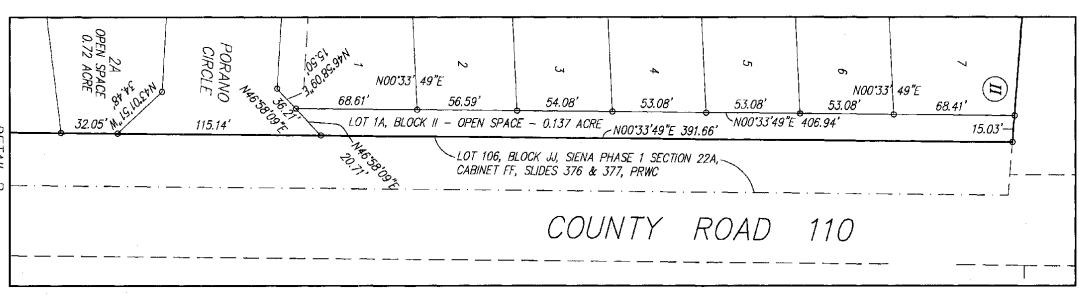 2A
OPEN SPACE
0.72 ACRE
N43°01'51"W
34.48'
32.05'
PORANO
CIRCLE
115.14'
N46°58'09"E
15.50'
N46°58'09"E
36.21'
N46°58'09"E
20.71'
1
2
3
4
5
6
7
II
N00°33'49"E
N00°33'49"E
68.61'
56.59'
54.08'
53.08'
53.08'
53.08'
68.41'
15.03'
LOT 1A, BLOCK II - OPEN SPACE - 0.137 ACRE
N00°33'49"E 406.94'
N00°33'49"E 391.66'
LOT 106, BLOCK JJ, SIENA PHASE 1 SECTION 22A,
CABINET FF, SLIDES 376 & 377, PRWC
COUNTY ROAD 110